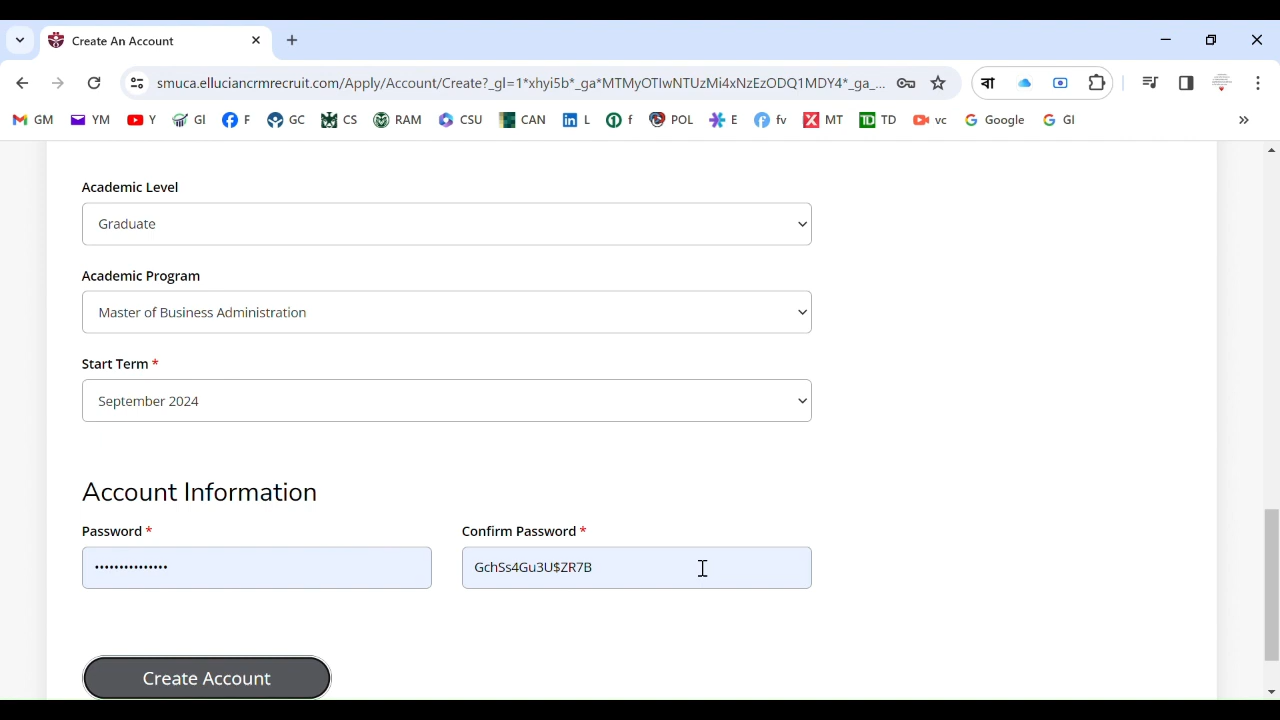 Create An Account
smuca.elluciancrmrecruit.com/Apply/Account/Create?_gl=1*xhyi5b*_ga*MTMyOTIwNTUzMi4xNzEzODQ1MDY4*_ga_...
বা
GM YM Y GI F GC CS RAM CSU CAN L f POL E fv MT TD vc Google GI
Academic Level
Graduate
Academic Program
Master of Business Administration
Start Term *
September 2024
Account Information
Password * Confirm Password *
••••••••••••••• GchSs4Gu3U$ZR7B
Create Account